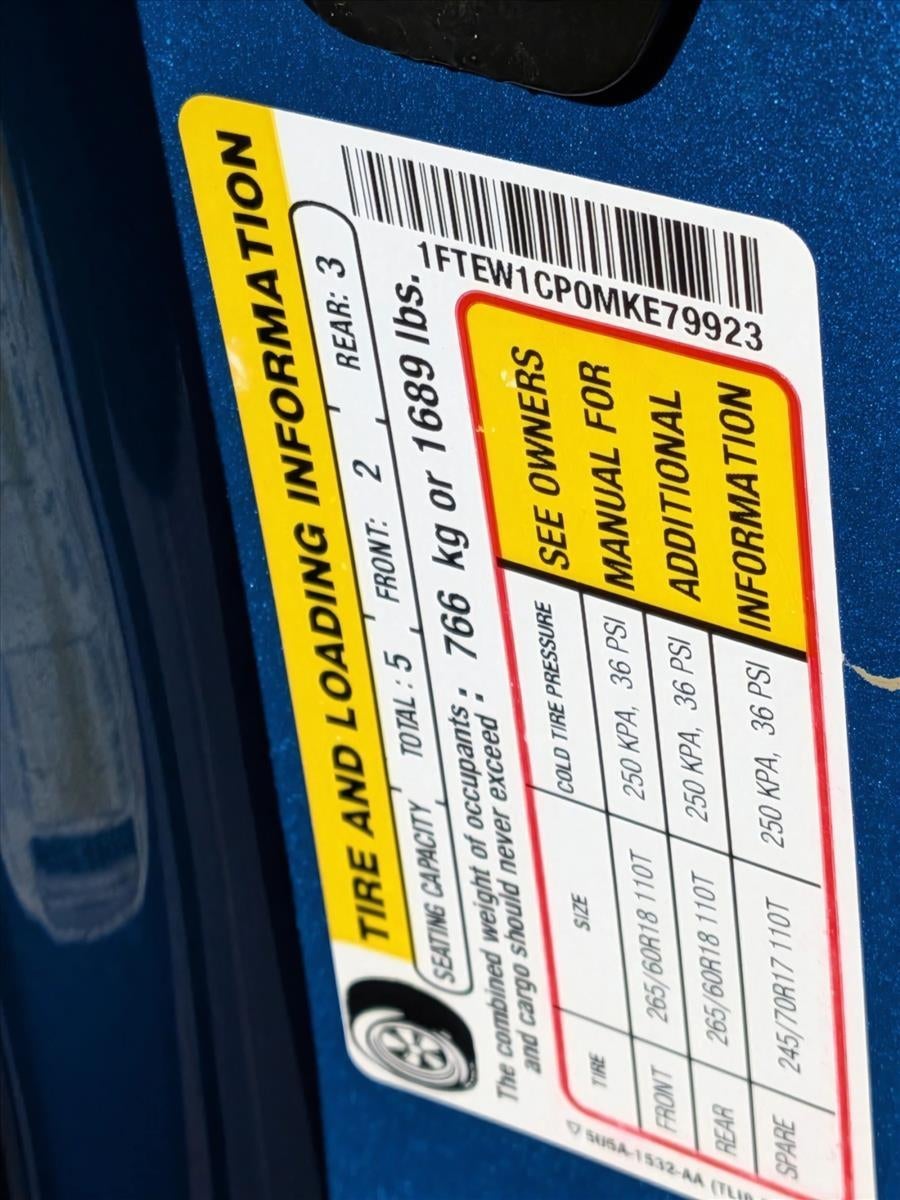 TIRE AND LOADING INFORMATION
SEATING CAPACITY TOTAL: 5 FRONT: 2 REAR: 3
The combined weight of occupants and cargo should never exceed : 766 kg or 1689 lbs.
TIRE SIZE COLD TIRE PRESSURE
FRONT 265/60R18 110T 250 KPA, 36 PSI
REAR 265/60R18 110T 250 KPA, 36 PSI
SPARE 245/70R17 110T 250 KPA, 36 PSI
SEE OWNERS
MANUAL FOR
ADDITIONAL
INFORMATION
1FTEW1CP0MKE79923
5U5A-1532-AA